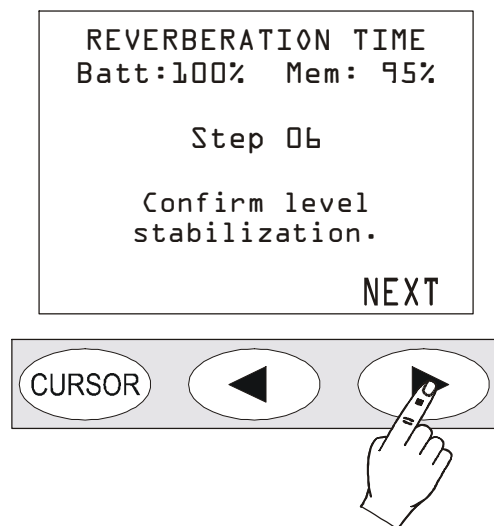 REVERBERATION TIME
Batt:100% Mem: 95%
Step 06
Confirm level
stabilization.
NEXT
CURSOR